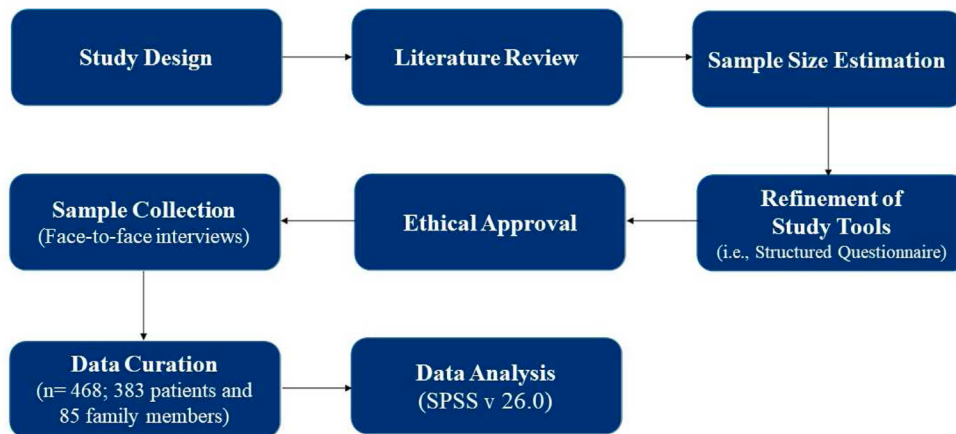 Study Design
Literature Review
Sample Size Estimation
Refinement of
Study Tools
(i.e., Structured Questionnaire)
Ethical Approval
Sample Collection
(Face-to-face interviews)
Data Curation
(n= 468; 383 patients and
85 family members)
Data Analysis
(SPSS v 26.0)